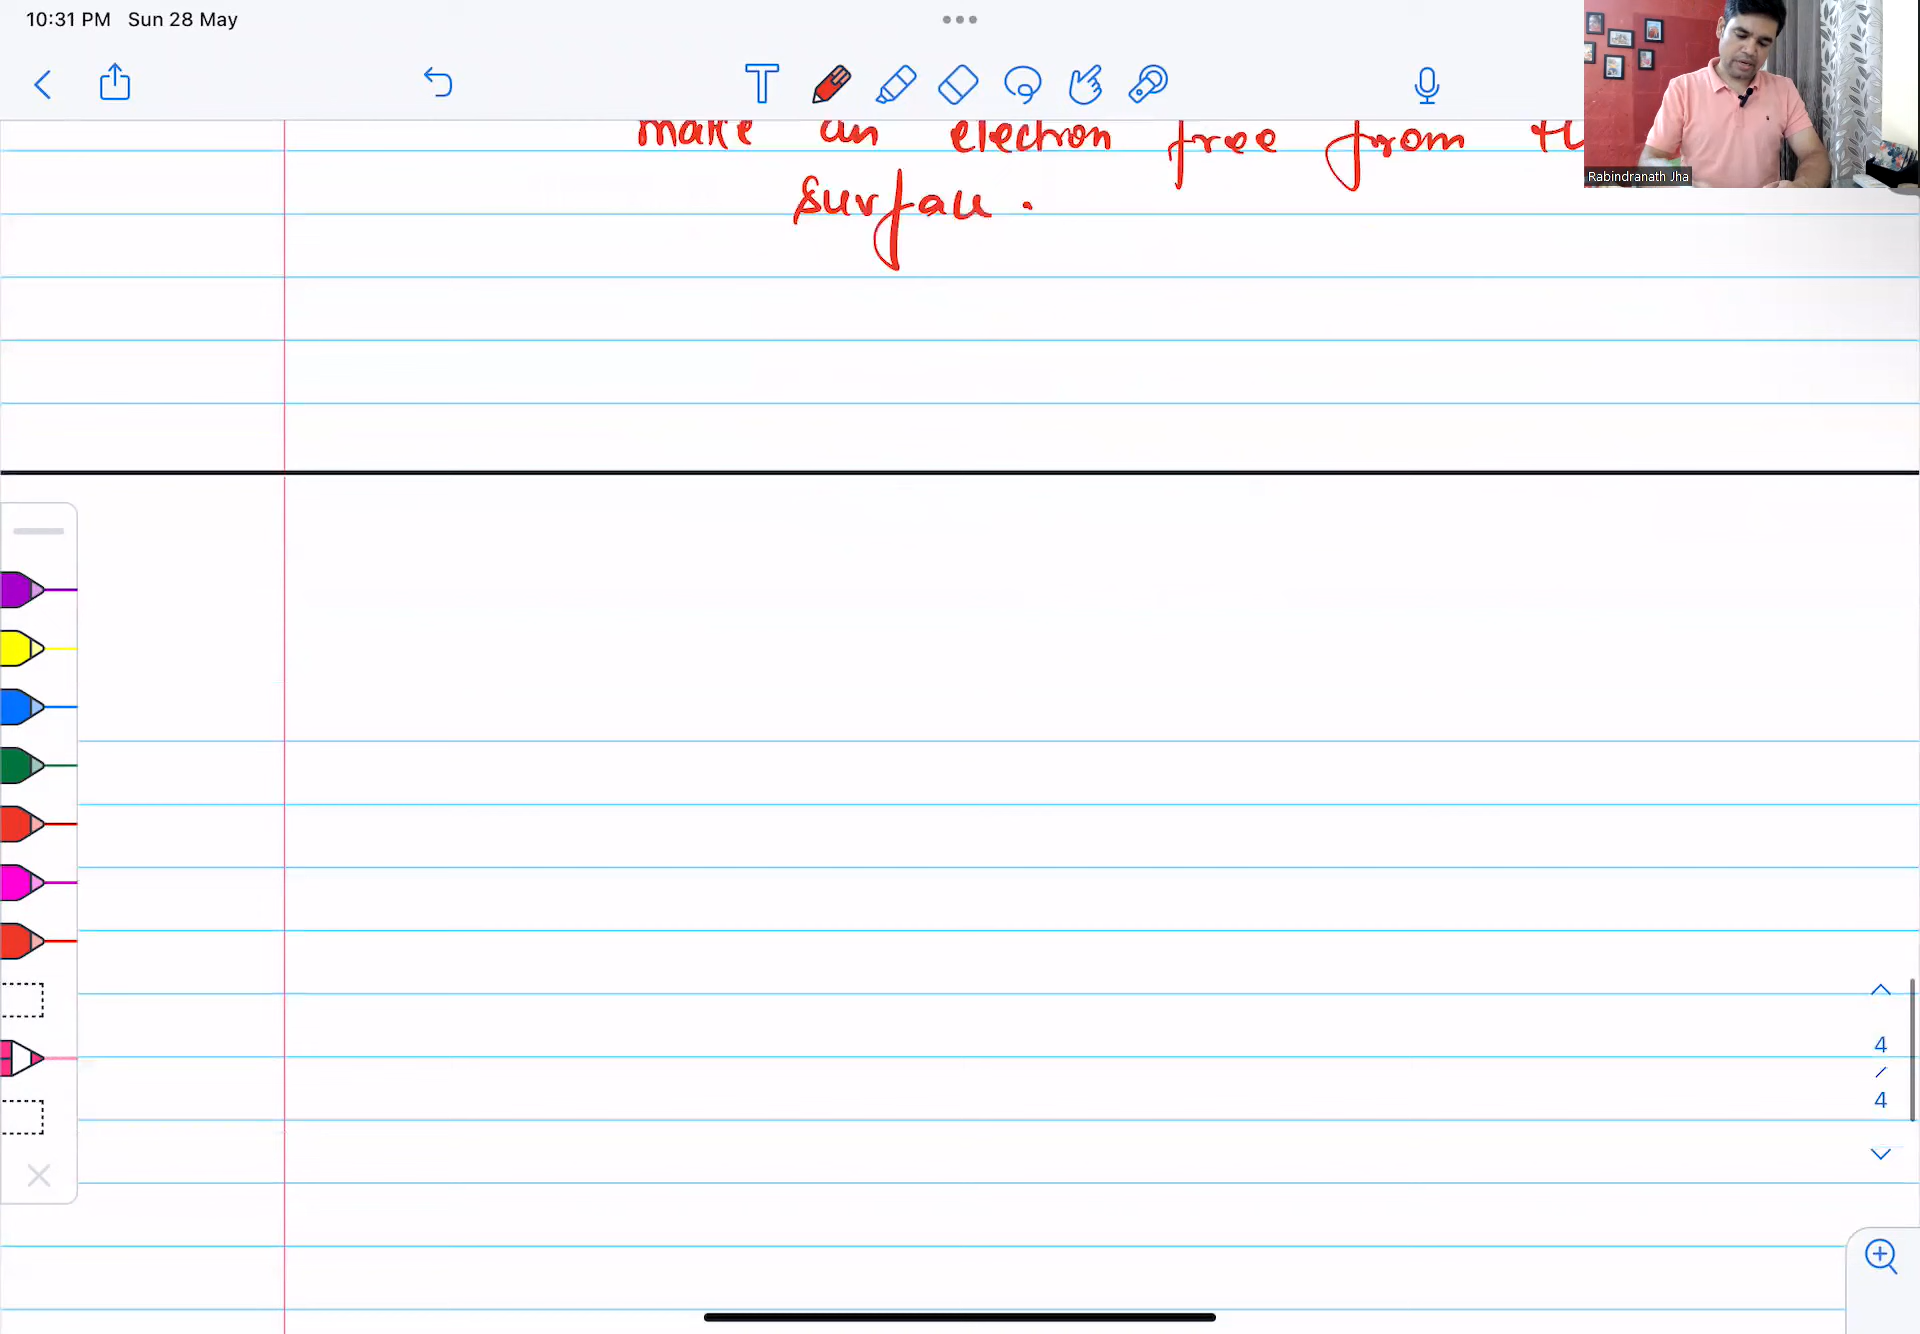 10:31 PM Sun 28 May
Rabindranath Jha
make an electron free from
surface.
4
/
4